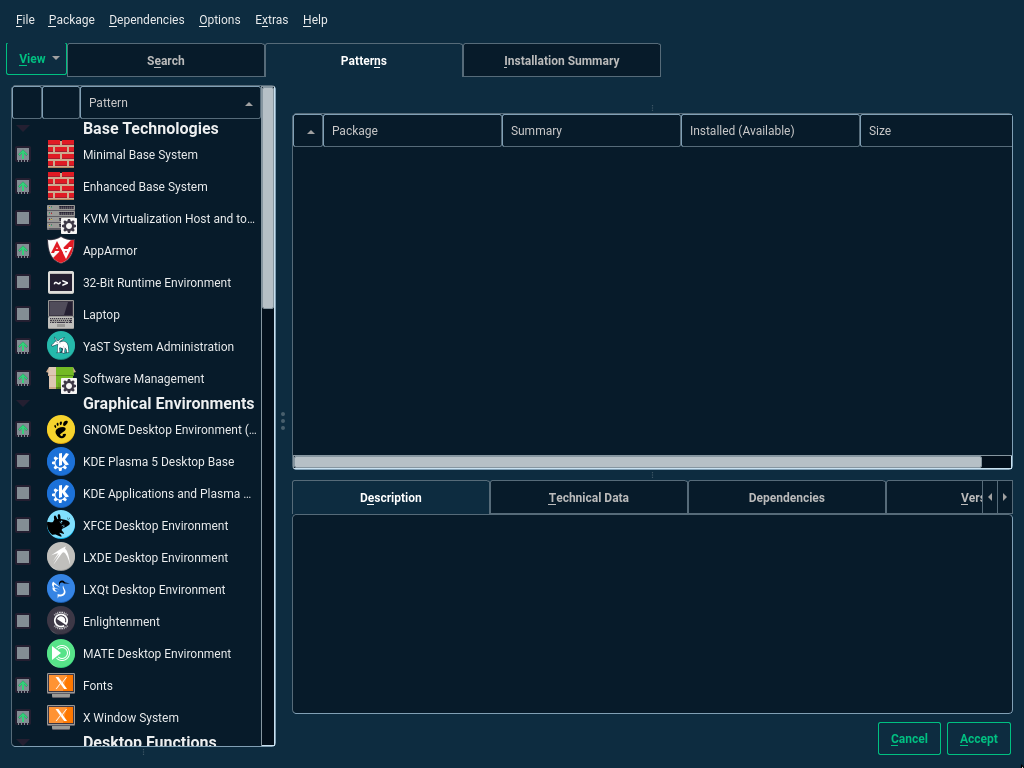 File Package Dependencies Options Extras Help
View Search Patterns Installation Summary
Pattern
Base Technologies
Minimal Base System
Enhanced Base System
KVM Virtualization Host and to...
AppArmor
32-Bit Runtime Environment
Laptop
YaST System Administration
Software Management
Graphical Environments
GNOME Desktop Environment (...
KDE Plasma 5 Desktop Base
KDE Applications and Plasma ...
XFCE Desktop Environment
LXDE Desktop Environment
LXQt Desktop Environment
Enlightenment
MATE Desktop Environment
Fonts
X Window System
Desktop Functions
Package Summary Installed (Available) Size
Description Technical Data Dependencies Vers
Cancel Accept